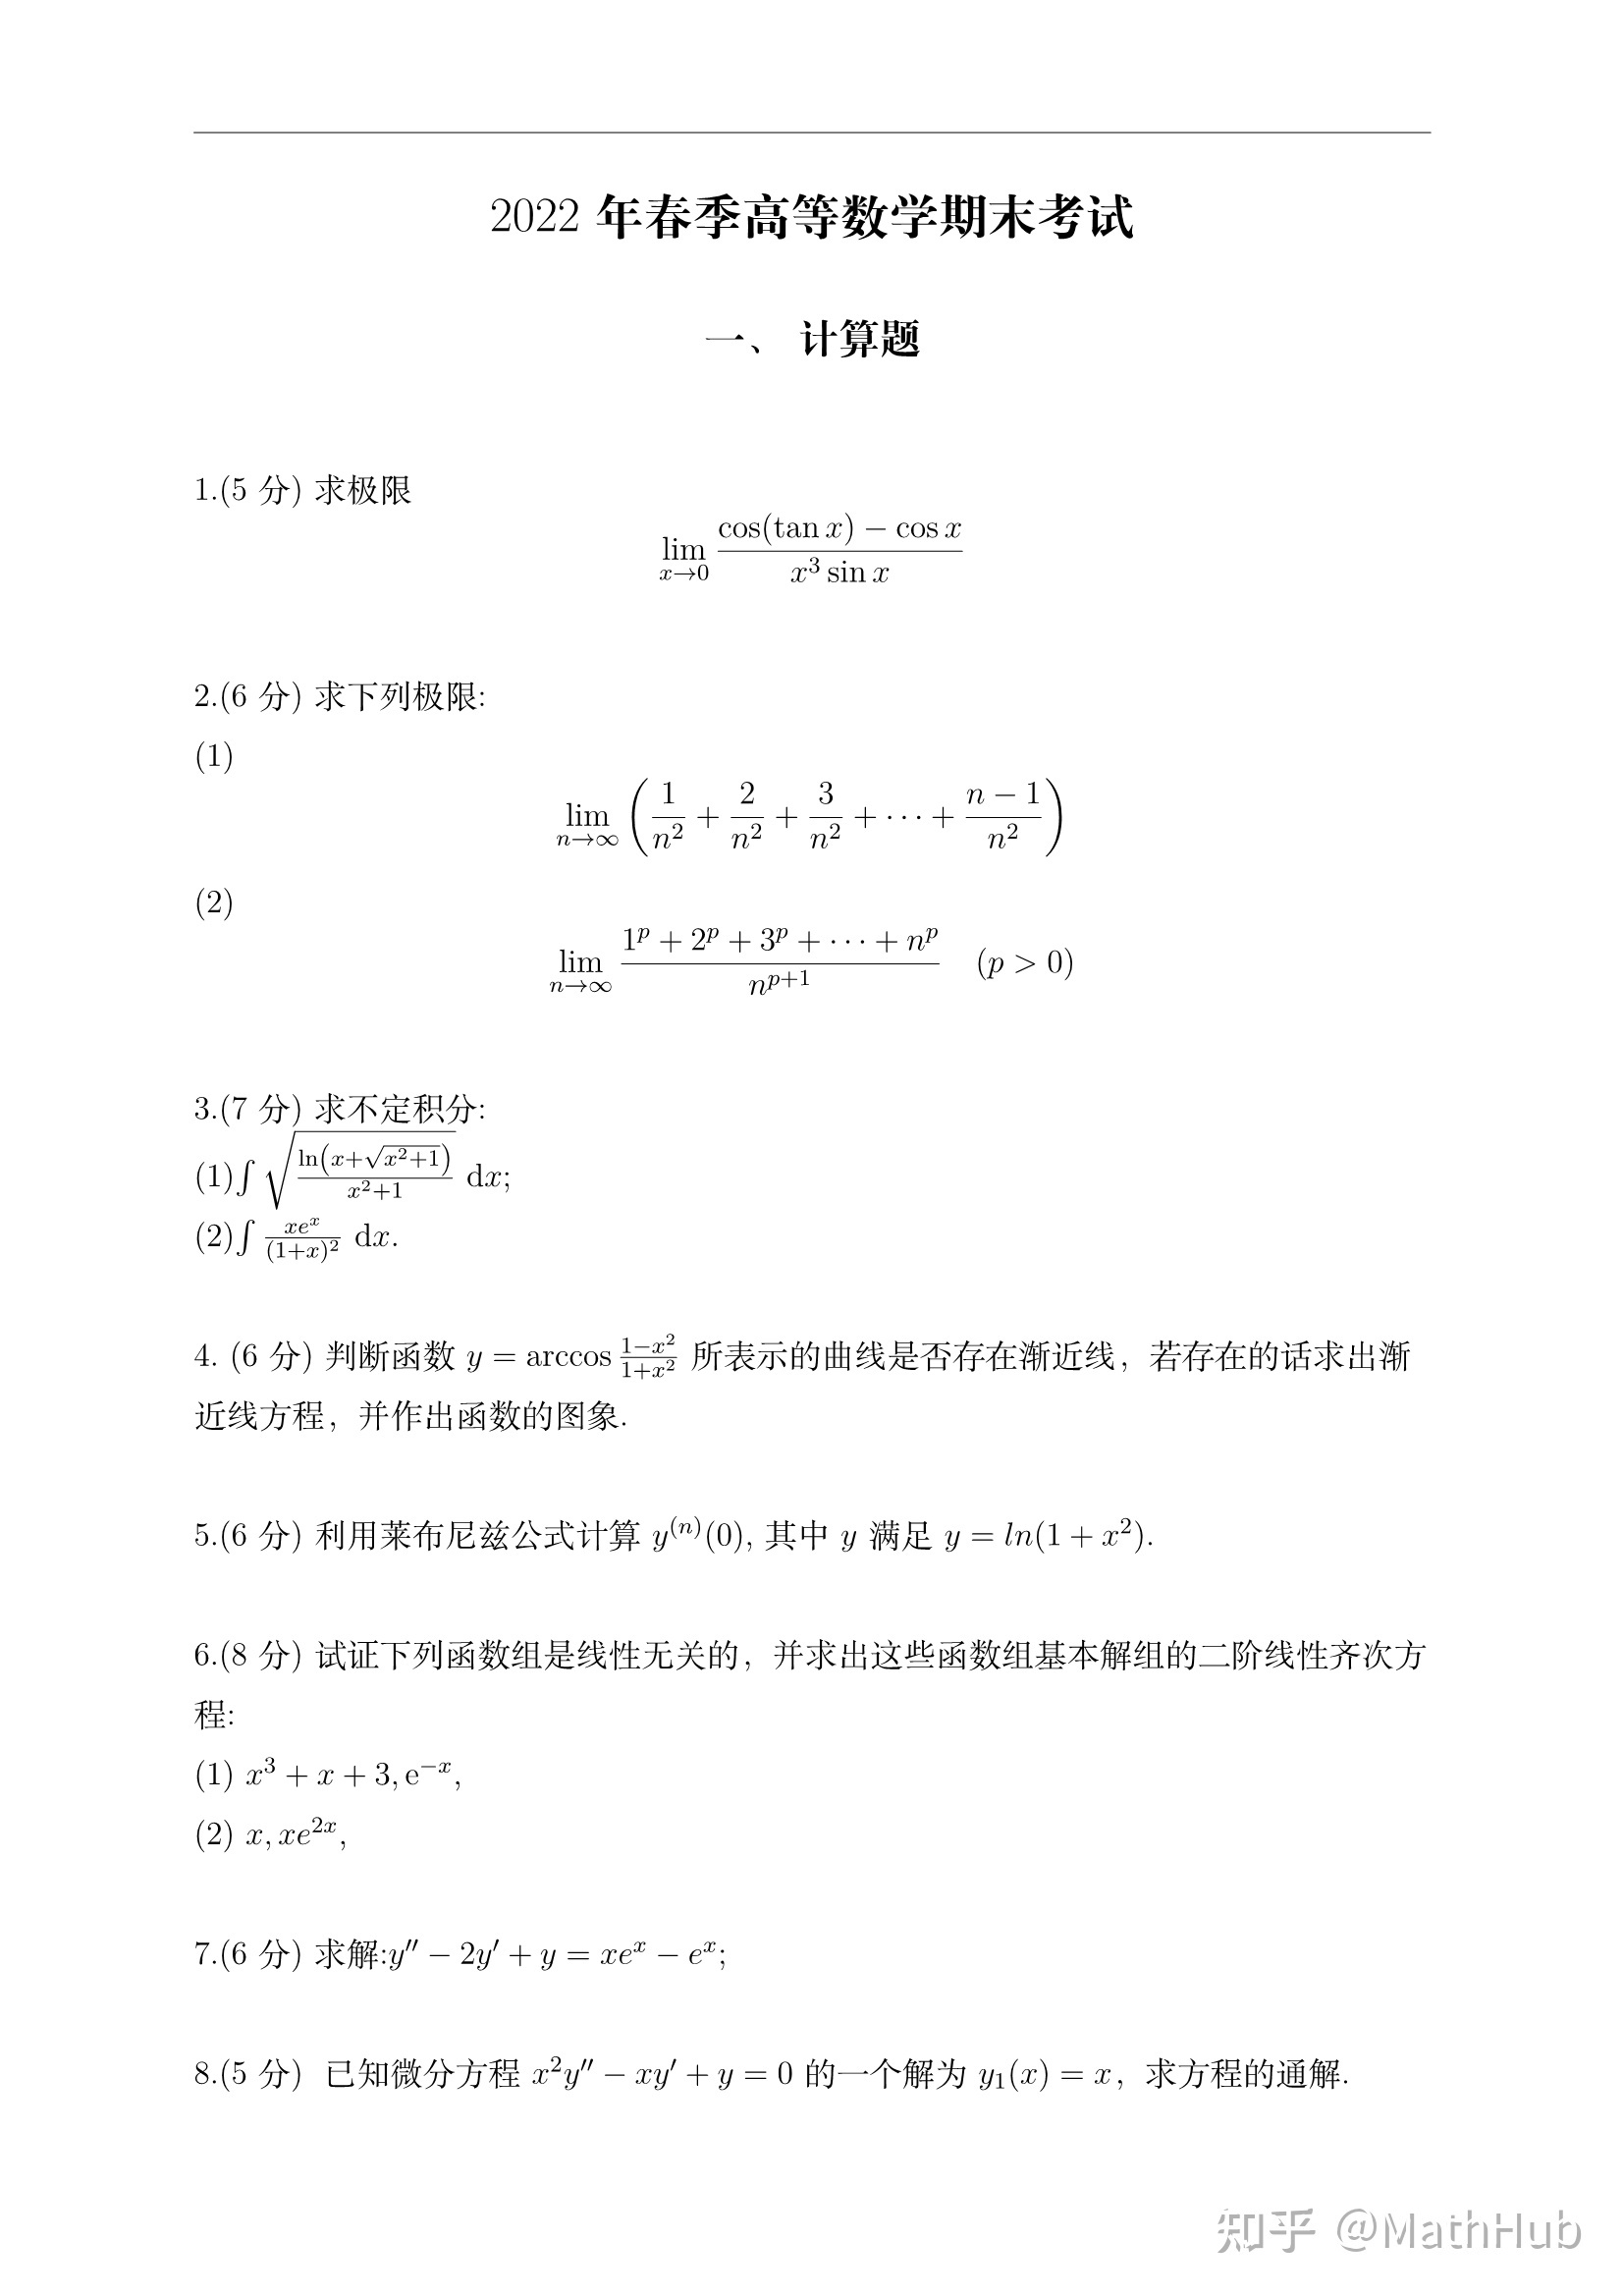 2022 年春季高等数学期末考试
一、 计算题
1.(5 分) 求极限
$$\lim_{x\to 0}\frac{\cos(\tan x)-\cos x}{x^3\sin x}$$
2.(6 分) 求下列极限:
(1)
$$\lim_{n\to\infty}\left(\frac{1}{n^2}+\frac{2}{n^2}+\frac{3}{n^2}+\cdots+\frac{n-1}{n^2}\right)$$
(2)
$$\lim_{n\to\infty}\frac{1^p+2^p+3^p+\cdots+n^p}{n^{p+1}}\quad (p>0)$$
3.(7 分) 求不定积分:
(1)$\int\sqrt{\frac{\ln\left(x+\sqrt{x^2+1}\right)}{x^2+1}}\ \mathrm{d}x$;
(2)$\int\frac{xe^x}{(1+x)^2}\ \mathrm{d}x$.
4. (6 分) 判断函数 $y=\arccos\frac{1-x^2}{1+x^2}$ 所表示的曲线是否存在渐近线，若存在的话求出渐
近线方程，并作出函数的图象.
5.(6 分) 利用莱布尼兹公式计算 $y^{(n)}(0)$, 其中 $y$ 满足 $y=ln(1+x^2)$.
6.(8 分) 试证下列函数组是线性无关的，并求出这些函数组基本解组的二阶线性齐次方
程:
(1) $x^3+x+3,\mathrm{e}^{-x}$,
(2) $x,xe^{2x}$,
7.(6 分) 求解:$y''-2y'+y=xe^x-e^x$;
8.(5 分) 已知微分方程 $x^2y''-xy'+y=0$ 的一个解为 $y_1(x)=x$，求方程的通解.
知乎 @MathHub